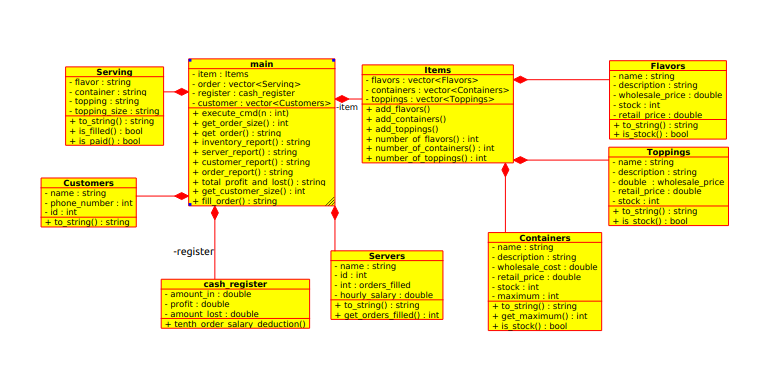 Serving
- flavor : string
- container : string
- topping : string
- topping_size : string
+ to_string() : string
+ is_filled() : bool
+ is_paid() : bool
main
- item : Items
- order : vector<Serving>
- register : cash_register
- customer : vector<Customers>
+ execute_cmd(n : int)
+ get_order_size() : int
+ get_order() : string
+ inventory_report() : string
+ server_report() : string
+ customer_report() : string
+ order_report() : string
+ total_profit_and_lost() : string
+ get_customer_size() : int
+ fill_order() : string
-item
Items
- flavors : vector<Flavors>
- containers : vector<Containers>
- toppings : vector<Toppings>
+ add_flavors()
+ add_containers()
+ add_toppings()
+ number_of_flavors() : int
+ number_of_containers() : int
+ number_of_toppings() : int
Flavors
- name : string
- description : string
- wholesale_price : double
- stock : int
- retail_price : double
+ to_string() : string
+ is_stock() : bool
Toppings
- name : string
- description : string
- double : wholesale_price
- retail_price : double
- stock : int
+ to_string() : string
+ is_stock() : bool
Customers
- name : string
- phone_number : int
- id : int
+ to_string() : string
-register
cash_register
- amount_in : double
- profit : double
- amount_lost : double
+ tenth_order_salary_deduction()
Servers
- name : string
- id : int
- int : orders_filled
- hourly_salary : double
+ to_string() : string
+ get_orders_filled() : int
Containers
- name : string
- description : string
- wholesale_cost : double
- retail_price : double
- stock : int
- maximum : int
+ to_string() : string
+ get_maximum() : int
+ is_stock() : bool